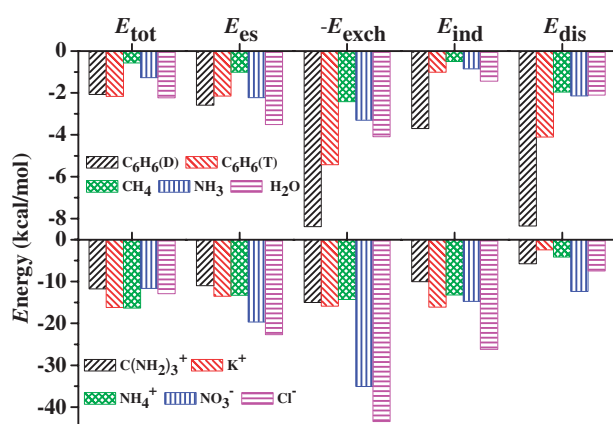 E_tot E_es -E_exch E_ind E_dis
0
-2
-4
-6
-8
C₆H₆(D) C₆H₆(T)
CH₄ NH₃ H₂O
Energy (kcal/mol)
0
-10
-20
-30
-40
C(NH₂)₃⁺ K⁺
NH₄⁺ NO₃⁻ Cl⁻